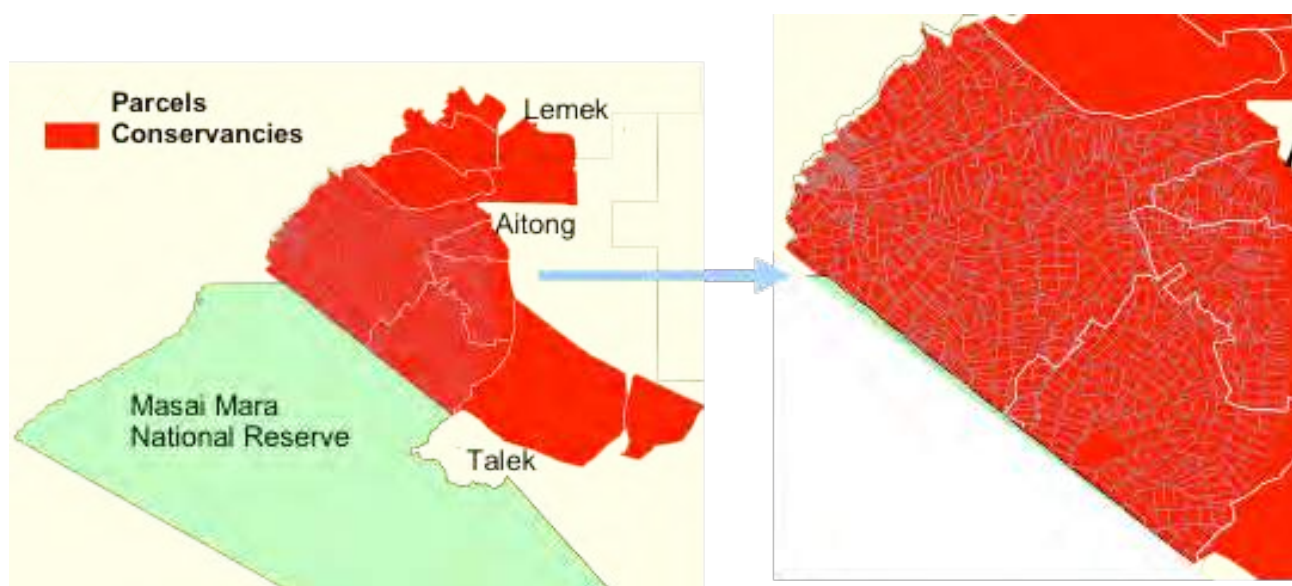 Parcels
Conservancies
Lemek
Aitong
Masai Mara
National Reserve
Talek